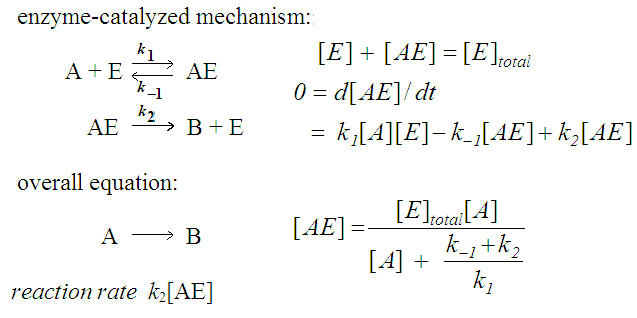 enzyme-catalyzed mechanism:
A + E ⇌ AE
k₁
k₋₁
AE ⟶ B + E
k₂
overall equation:
A ⟶ B
reaction rate k₂[AE]
[E] + [AE] = [E]total
0 = d[AE]/dt
= k₁[A][E] − k₋₁[AE] + k₂[AE]
[AE] = [E]total[A] / ([A] + (k₋₁ + k₂) / k₁)